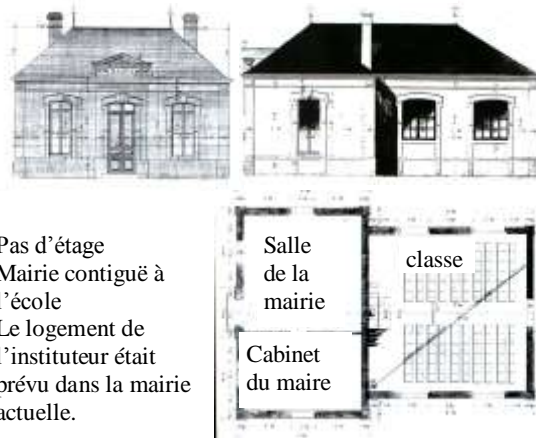 Pas d'étage
Mairie contiguë à
l'école
Le logement de
l'instituteur était
prévu dans la mairie
actuelle.
Salle
de la
mairie
classe
Cabinet
du maire